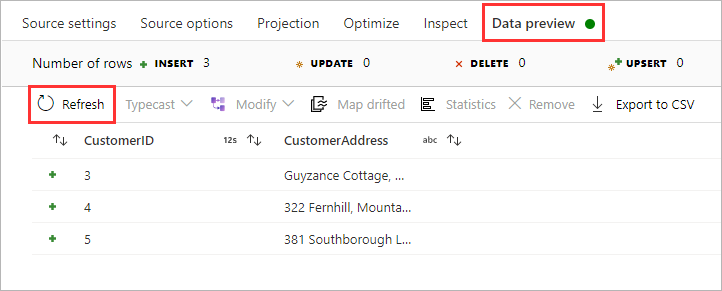 Source settings Source options Projection Optimize Inspect Data preview
Number of rows INSERT 3 UPDATE 0 DELETE 0 UPSERT 0
Refresh Typecast Modify Map drifted Statistics Remove Export to CSV
CustomerID 12s CustomerAddress abc
3 Guyzance Cottage, ...
4 322 Fernhill, Mounta...
5 381 Southborough L...